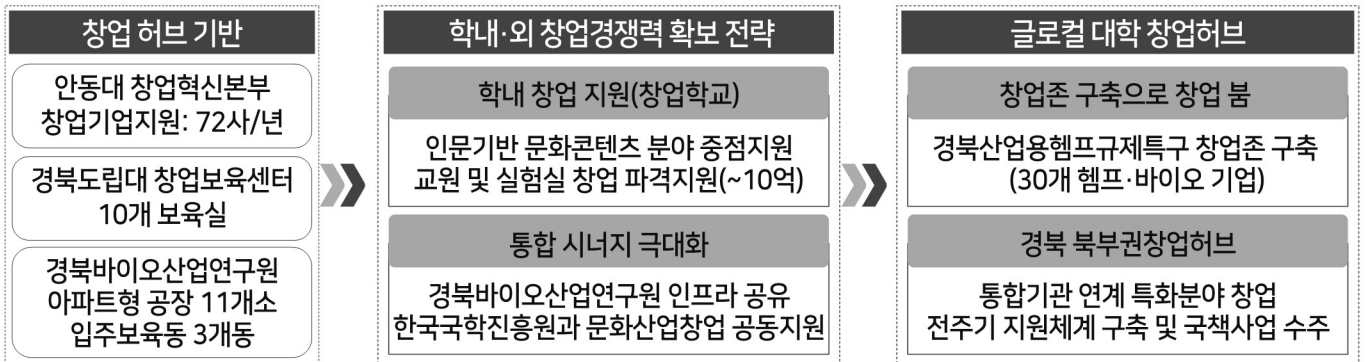 창업 허브 기반
안동대 창업혁신본부
창업기업지원: 72사/년
경북도립대 창업보육센터
10개 보육실
경북바이오산업연구원
아파트형 공장 11개소
입주보육동 3개동
학내·외 창업경쟁력 확보 전략
학내 창업 지원(창업학교)
인문기반 문화콘텐츠 분야 중점지원
교원 및 실험실 창업 파격지원(~10억)
통합 시너지 극대화
경북바이오산업연구원 인프라 공유
한국국학진흥원과 문화산업창업 공동지원
글로컬 대학 창업허브
창업존 구축으로 창업 붐
경북산업용헴프규제특구 창업존 구축
(30개 헴프·바이오 기업)
경북 북부권창업허브
통합기관 연계 특화분야 창업
전주기 지원체계 구축 및 국책사업 수주